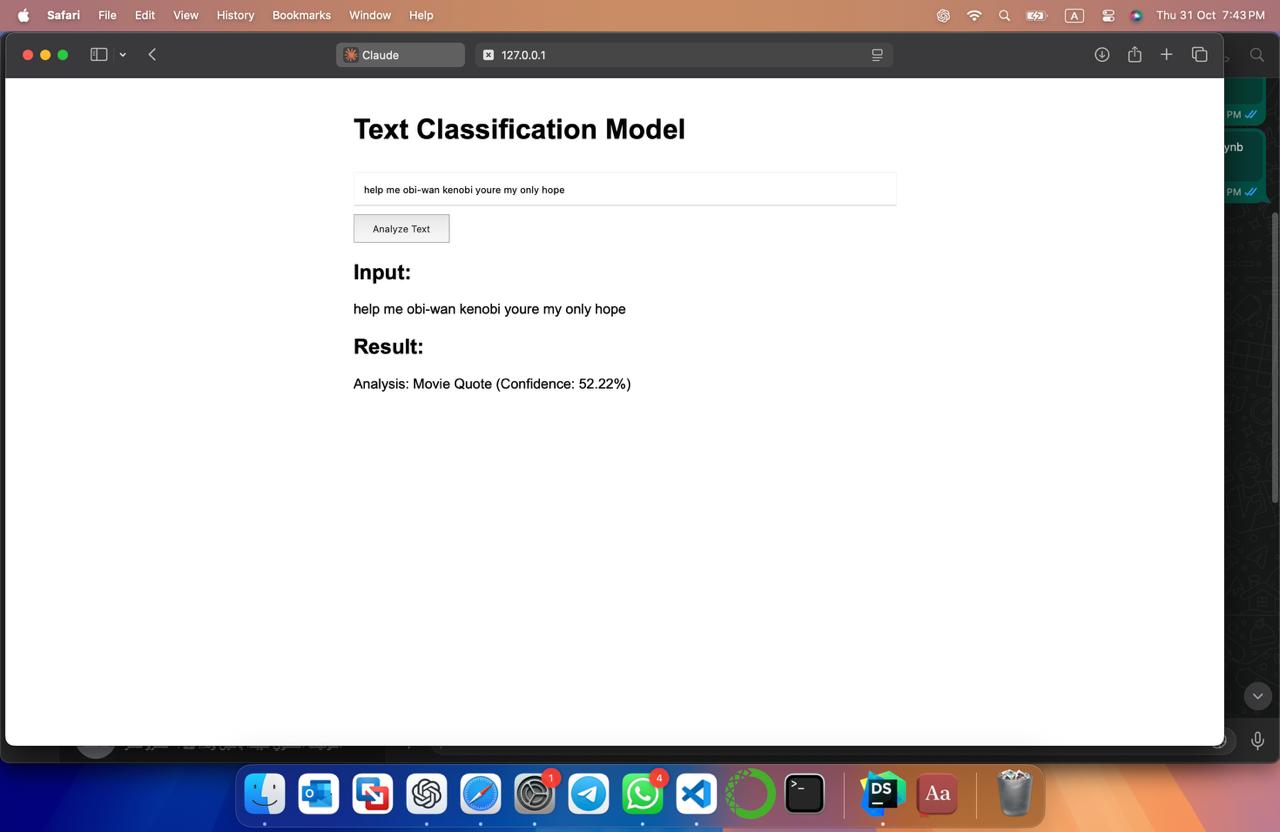 Safari File Edit View History Bookmarks Window Help A Thu 31 Oct 7:43 PM
Claude 127.0.0.1
PM
ynb
PM
Text Classification Model
help me obi-wan kenobi youre my only hope
Analyze Text
Input:
help me obi-wan kenobi youre my only hope
Result:
Analysis: Movie Quote (Confidence: 52.22%)
1 4 >_ DS Aa